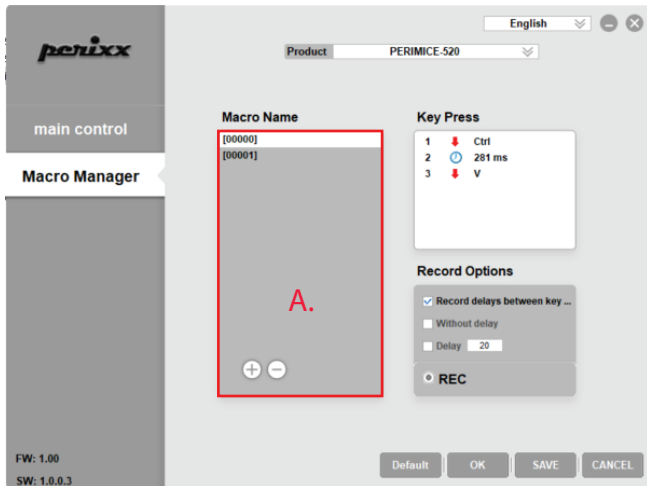 English
perixx
Product PERIMICE-520
main control
Macro Manager
Macro Name
[00000]
[00001]
A.
Key Press
1 Ctrl
2 281 ms
3 V
Record Options
Record delays between key ...
Without delay
Delay 20
REC
FW: 1.00
SW: 1.0.0.3
Default OK SAVE CANCEL